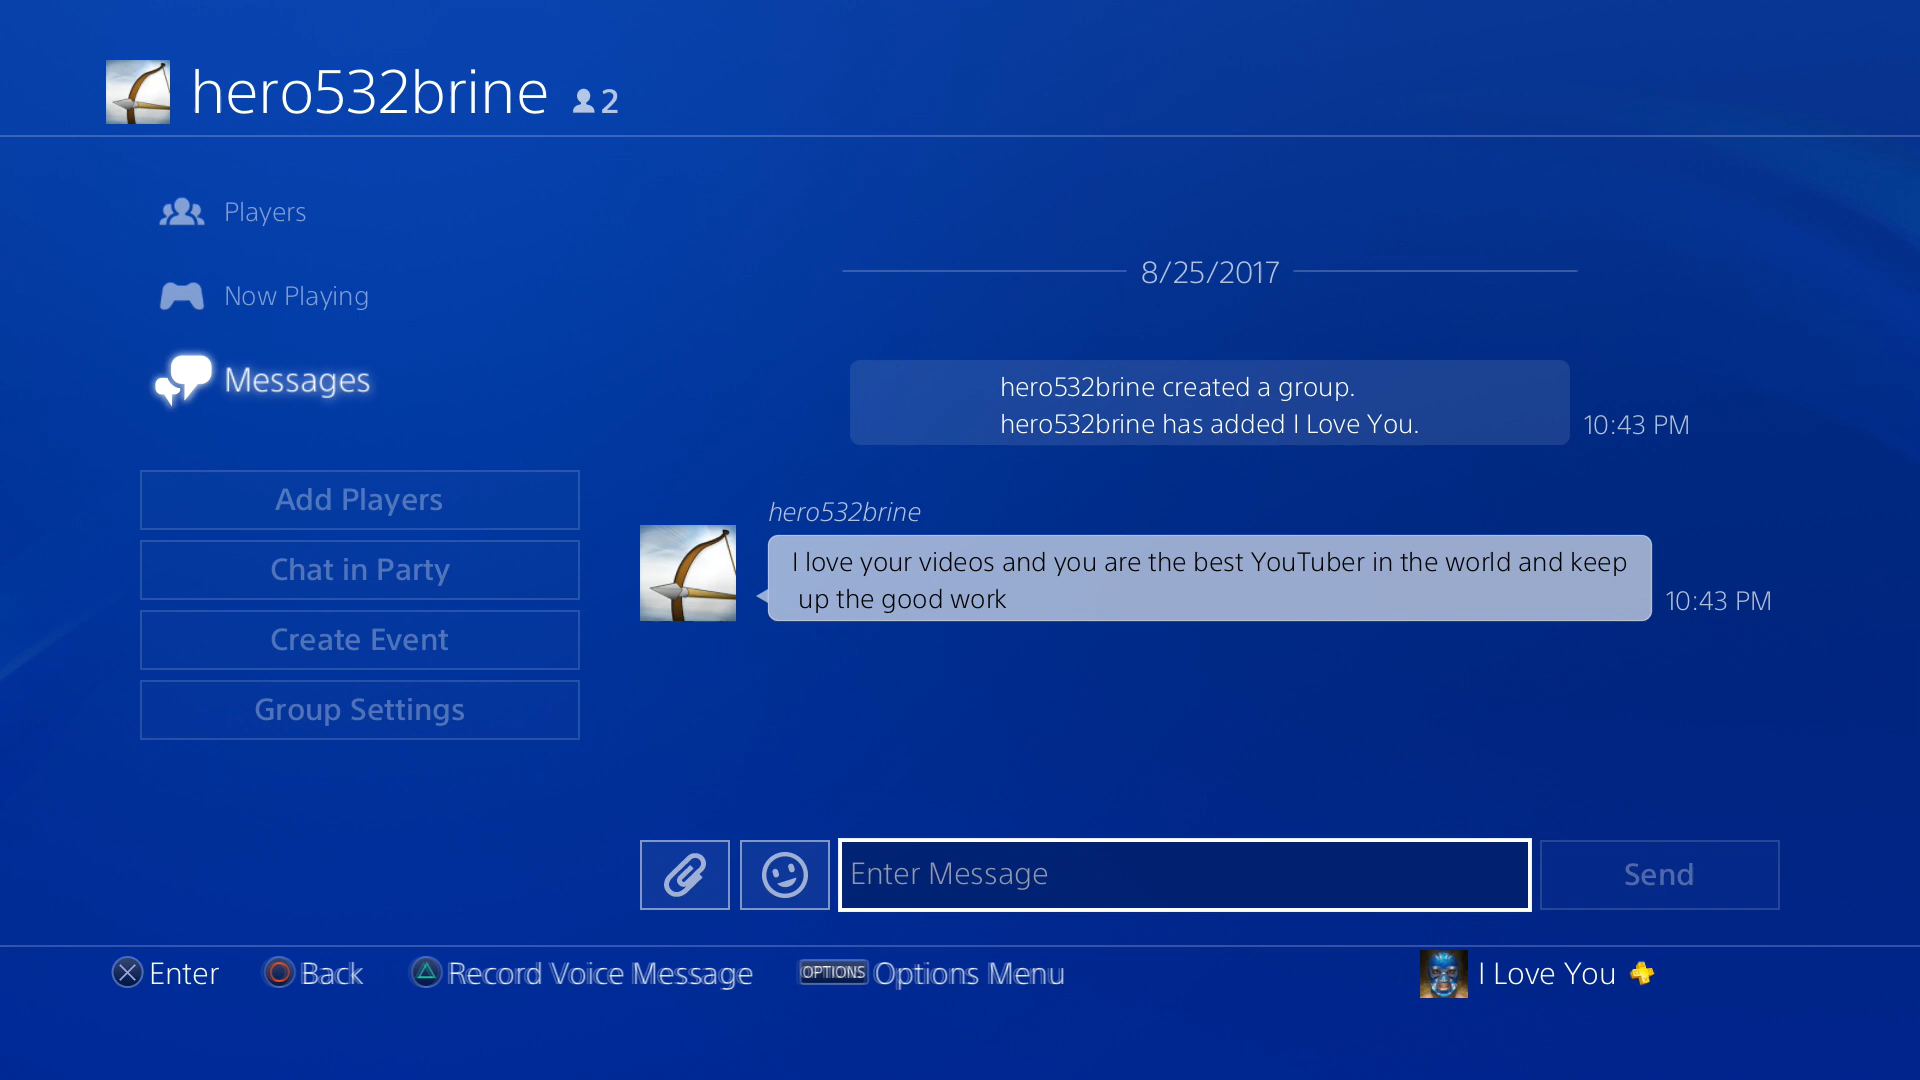 hero532brine 2
Players
Now Playing
Messages
Add Players
Chat in Party
Create Event
Group Settings
8/25/2017
hero532brine created a group.
hero532brine has added I Love You.
10:43 PM
hero532brine
I love your videos and you are the best YouTuber in the world and keep
up the good work
10:43 PM
Enter Message
Send
Enter
Back
Record Voice Message
OPTIONS Options Menu
I Love You